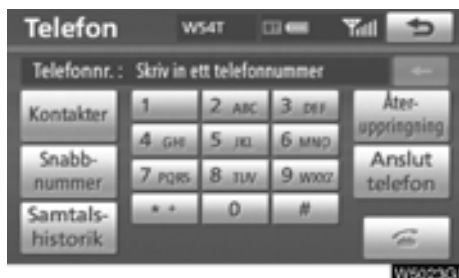 Telefon W54T
Telefonnr.: Skriv in ett telefonnummer
Kontakter
1 2 ABC 3 DEF
Åter-
uppringning
4 GHI 5 JKL 6 MNO
Snabb-
nummer
7 PQRS 8 TUV 9 WXYZ
Anslut
telefon
* + 0 #
Samtals-
historik